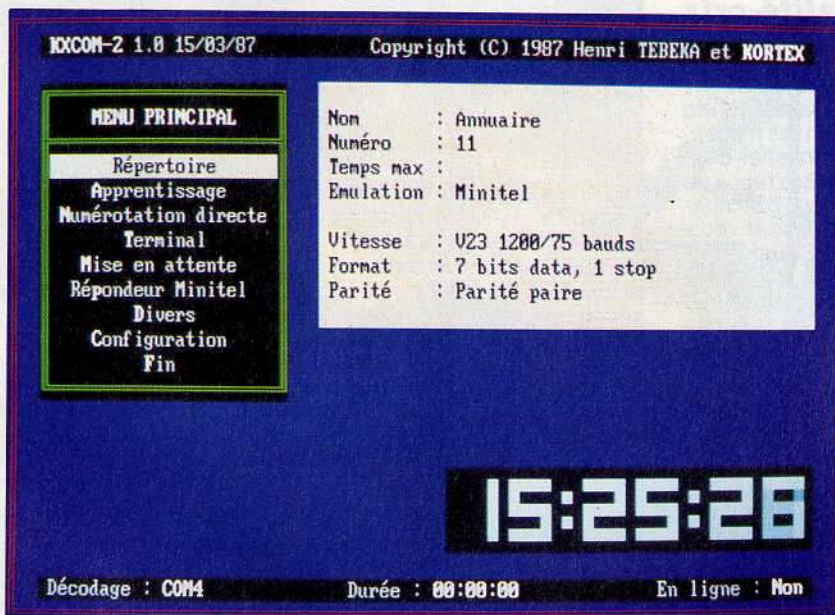 KXCOM-2 1.0 15/03/87 Copyright (C) 1987 Henri TEBEKA et KORTEX
MENU PRINCIPAL
Répertoire
Apprentissage
Numérotation directe
Terminal
Mise en attente
Répondeur Minitel
Divers
Configuration
Fin
Nom : Annuaire
Numéro : 11
Temps max :
Emulation : Minitel
Vitesse : V23 1200/75 bauds
Format : 7 bits data, 1 stop
Parité : Parité paire
15:25:28
Décodage : COM4 Durée : 00:00:00 En ligne : Non